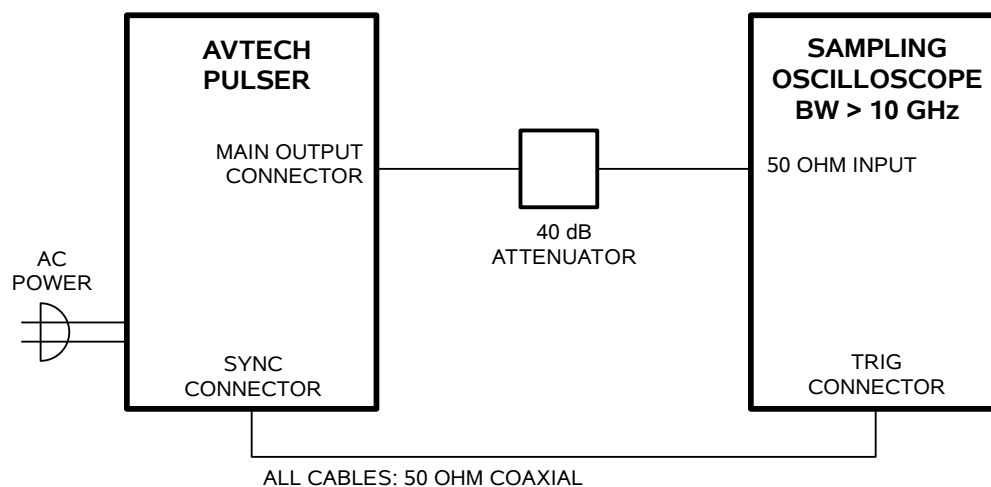 AVTECH
PULSER
MAIN OUTPUT
CONNECTOR
AC
POWER
SYNC
CONNECTOR
40 dB
ATTENUATOR
SAMPLING
OSCILLOSCOPE
BW > 10 GHz
50 OHM INPUT
TRIG
CONNECTOR
ALL CABLES: 50 OHM COAXIAL